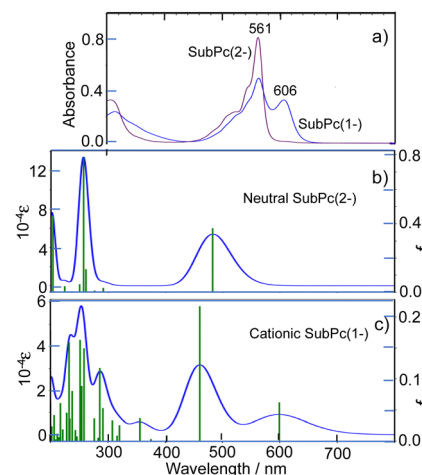 561
a)
0.8
SubPc(2-)
606
Absorbance
0.4
SubPc(1-)
0.0
b)
0.8
12
Neutral SubPc(2-)
10⁻⁴ε
8
0.4
4
f
0
0.0
6
c)
0.2
Cationic SubPc(1-)
4
10⁻⁴ε
0.1
2
f
0
0.0
200 300 400 500 600 700
Wavelength / nm